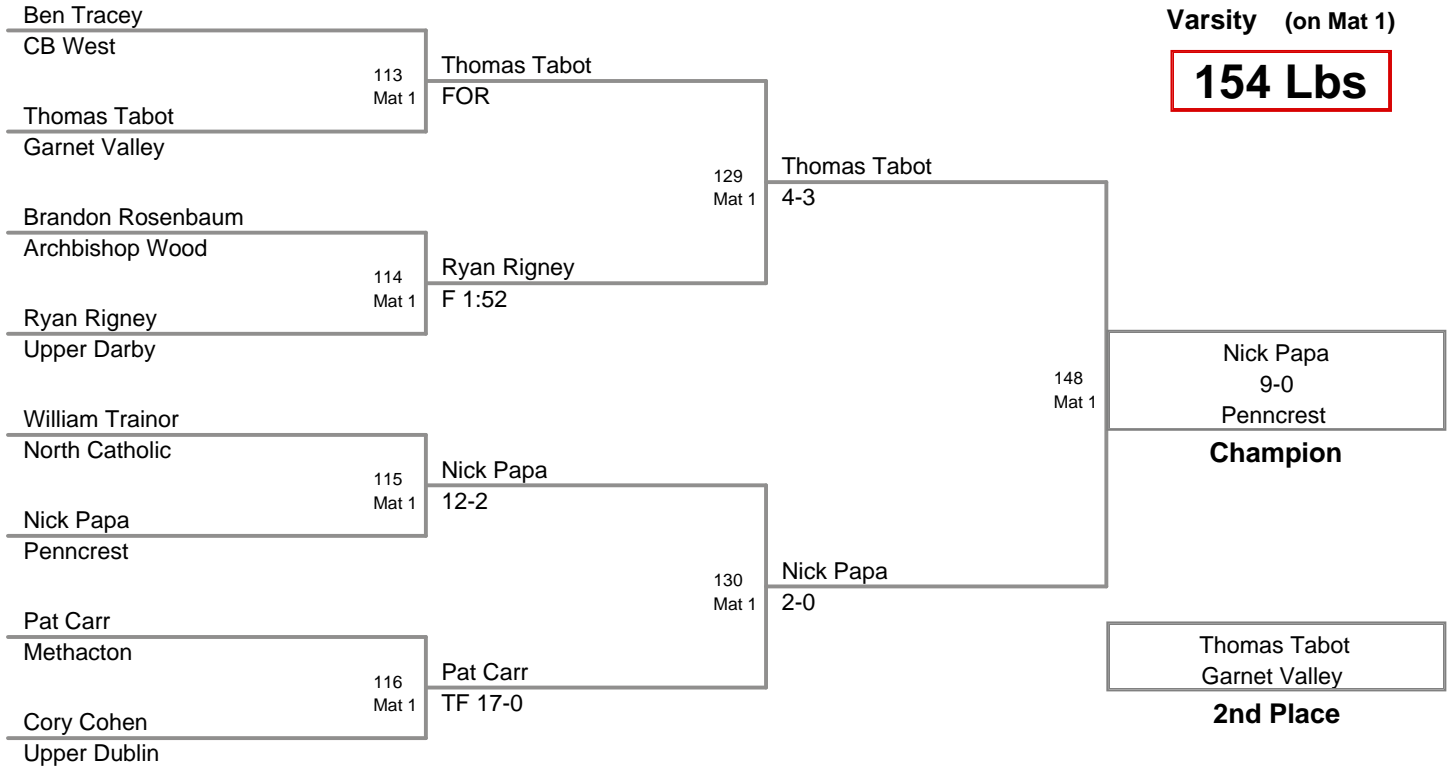 Ben Tracey
CB West
113
Mat 1
Thomas Tabot
FOR
Thomas Tabot
Garnet Valley
129
Mat 1
Thomas Tabot
4-3
Brandon Rosenbaum
Archbishop Wood
114
Mat 1
Ryan Rigney
F 1:52
Ryan Rigney
Upper Darby
148
Mat 1
William Trainor
North Catholic
115
Mat 1
Nick Papa
12-2
Nick Papa
Penncrest
130
Mat 1
Nick Papa
2-0
Pat Carr
Methacton
116
Mat 1
Pat Carr
TF 17-0
Cory Cohen
Upper Dublin
Varsity (on Mat 1)
154 Lbs
Nick Papa
9-0
Penncrest
Champion
Thomas Tabot
Garnet Valley
2nd Place